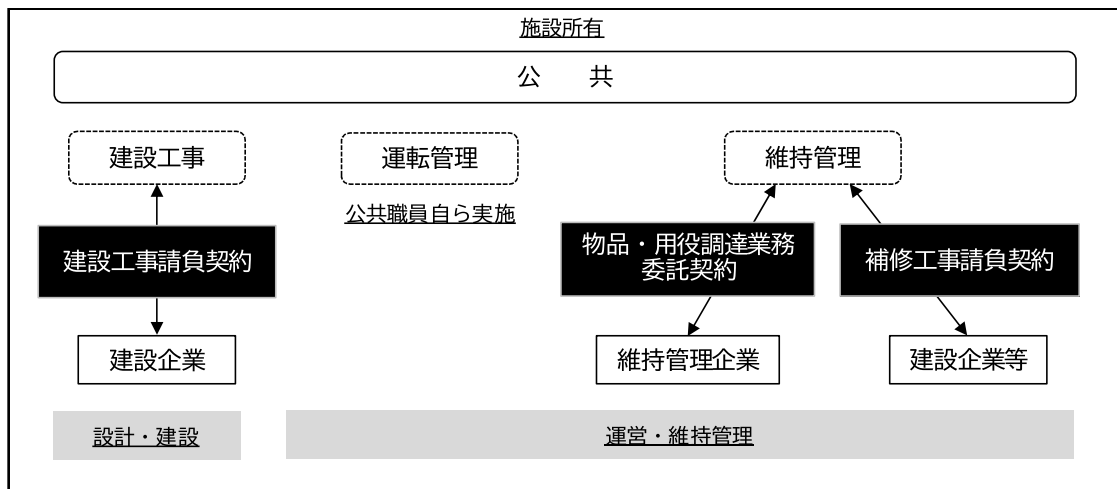 施設所有
公　　共
建設工事
運転管理
維持管理
公共職員自ら実施
建設工事請負契約
物品・用役調達業務
委託契約
補修工事請負契約
建設企業
維持管理企業
建設企業等
設計・建設
運営・維持管理